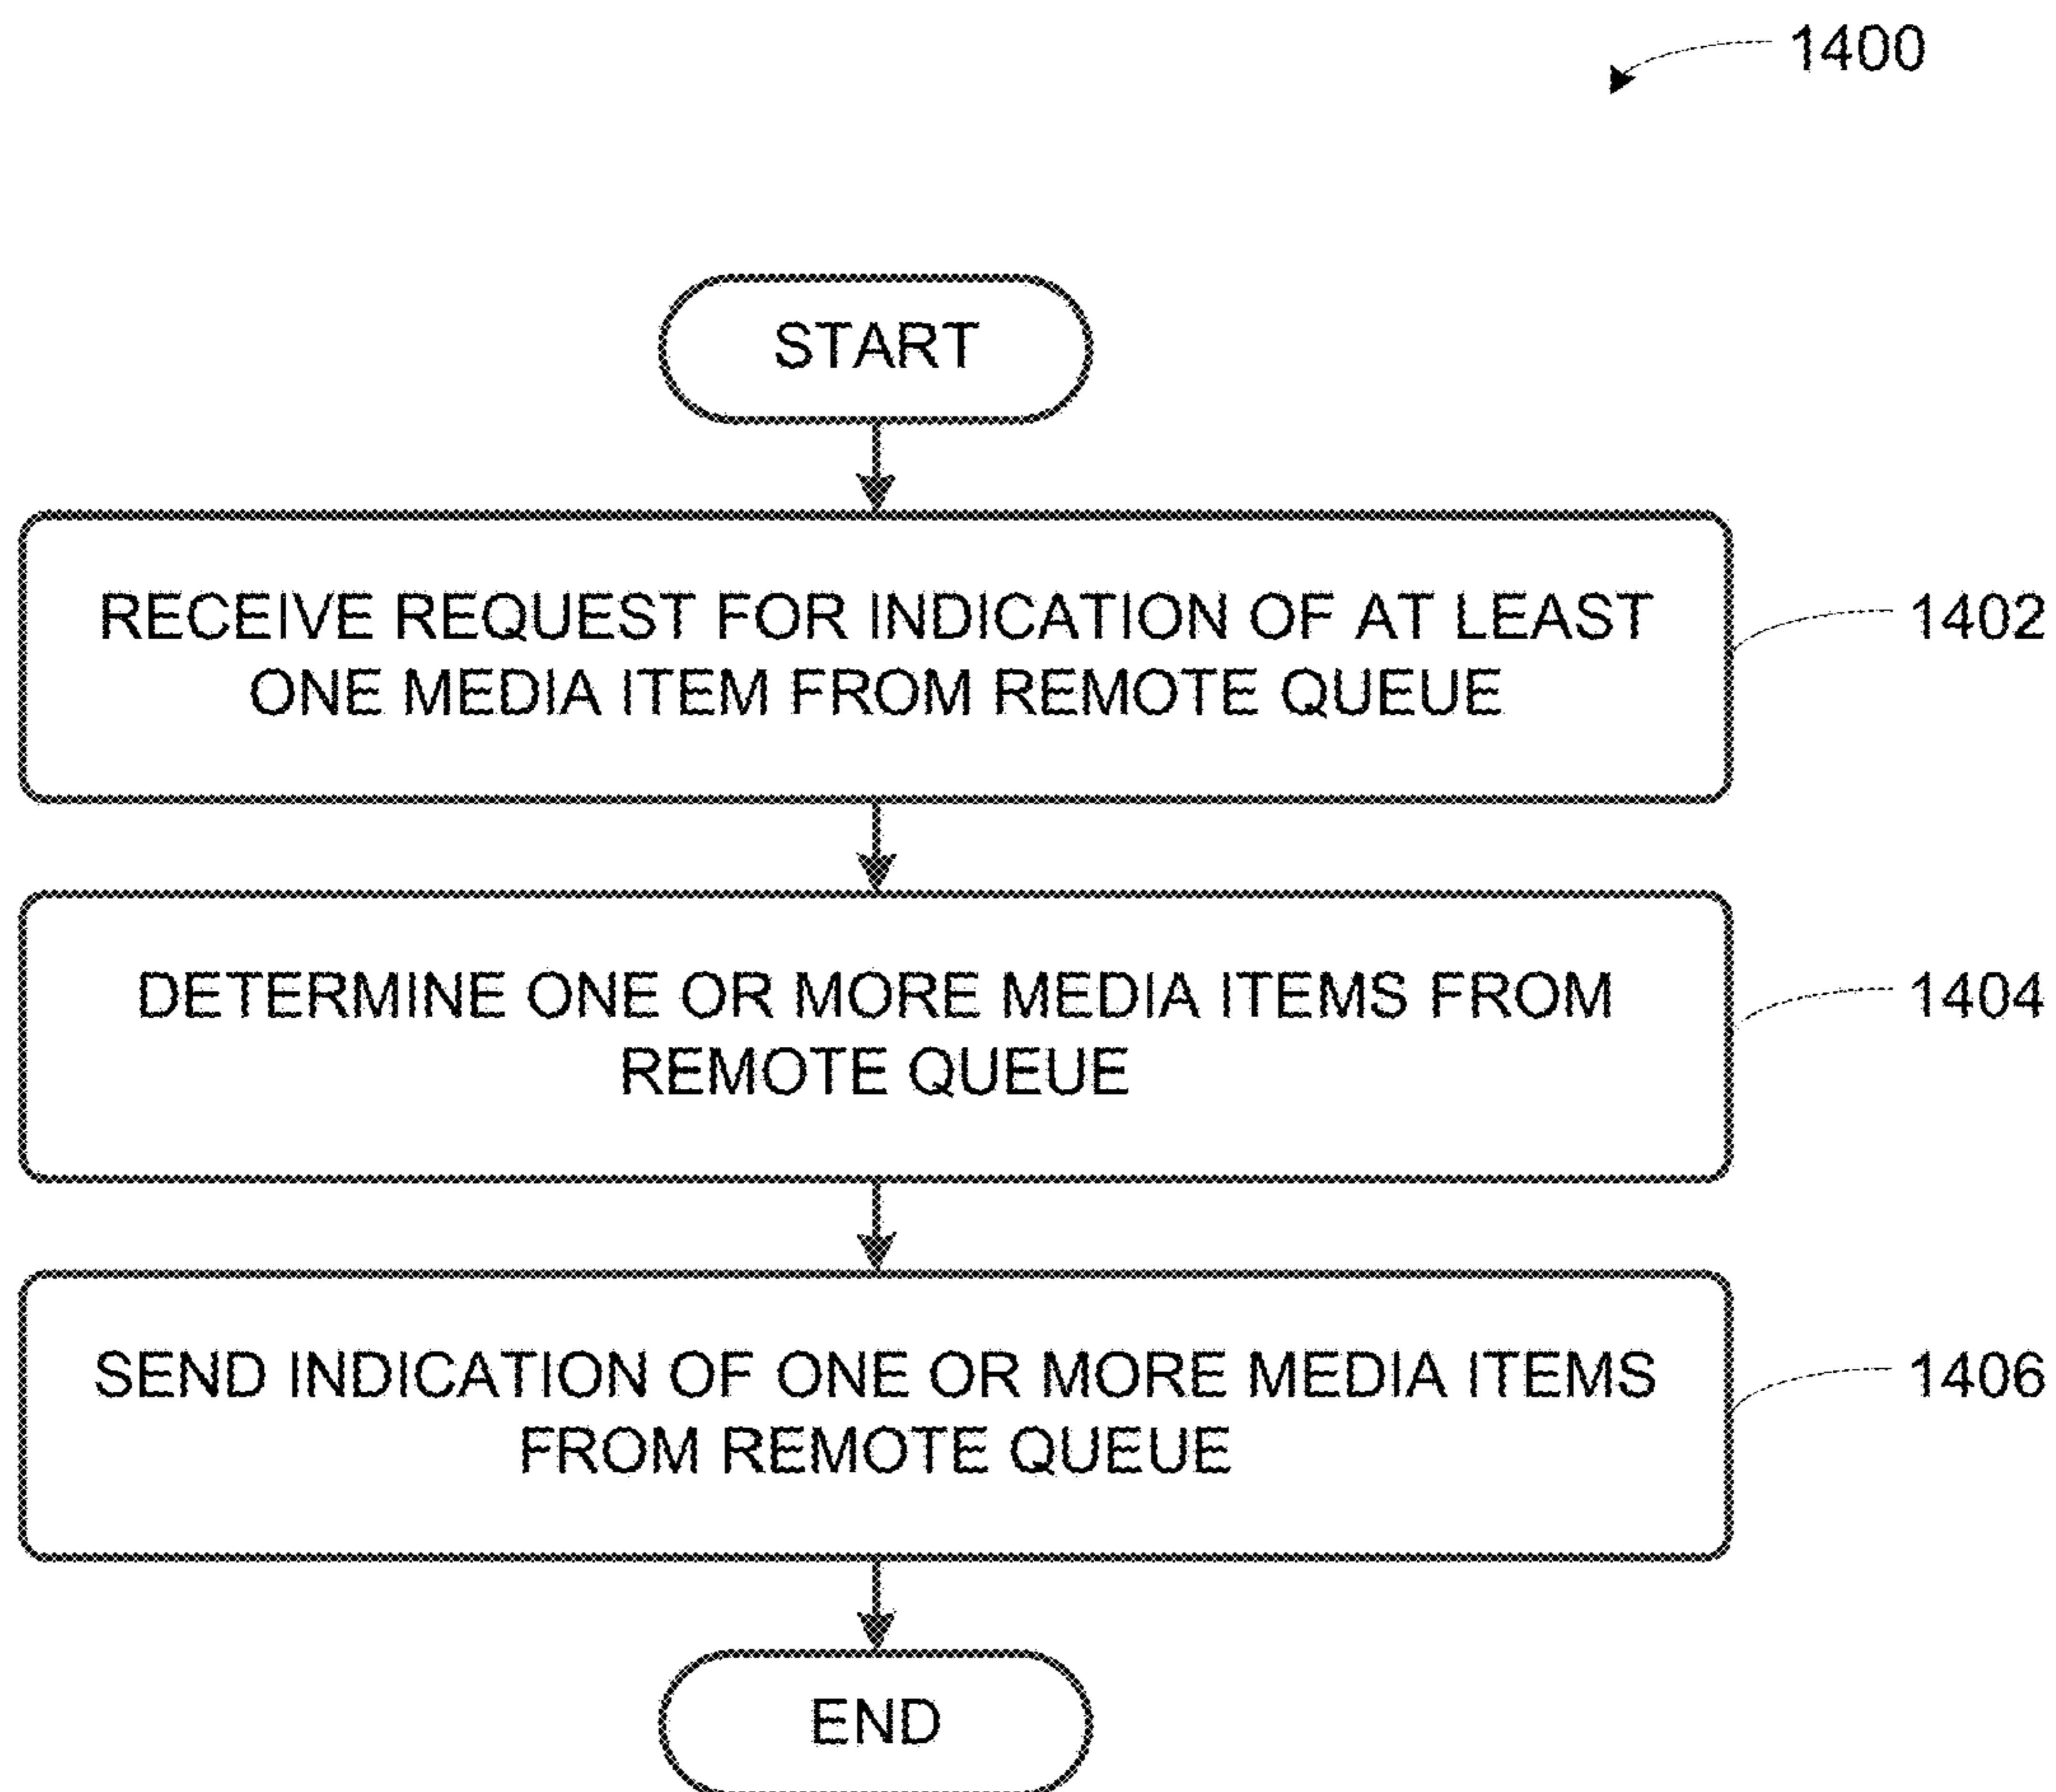 1400
START
RECEIVE REQUEST FOR INDICATION OF AT LEAST
ONE MEDIA ITEM FROM REMOTE QUEUE
1402
DETERMINE ONE OR MORE MEDIA ITEMS FROM
REMOTE QUEUE
1404
SEND INDICATION OF ONE OR MORE MEDIA ITEMS
FROM REMOTE QUEUE
1406
END